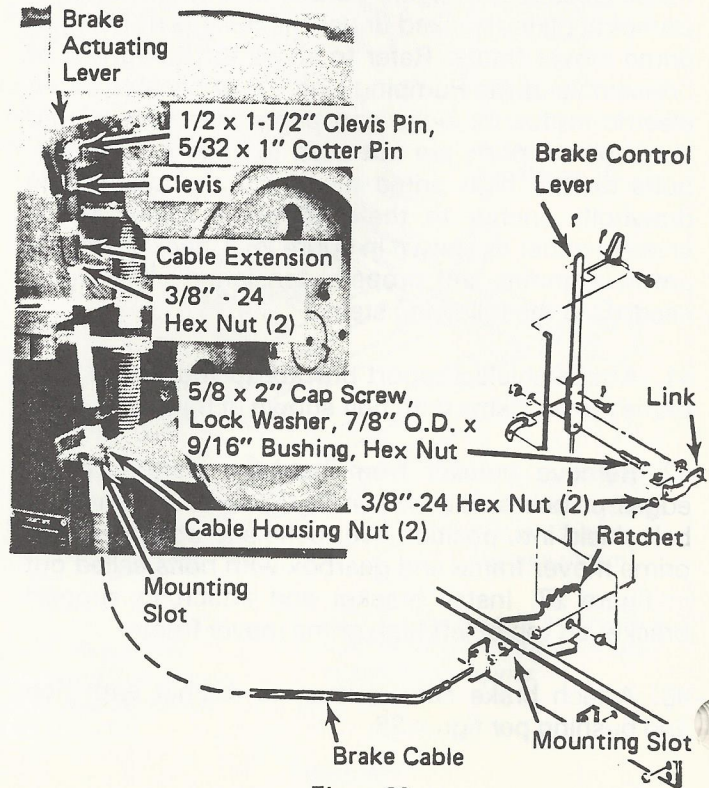 Brake
Actuating
Lever
1/2 x 1-1/2" Clevis Pin,
5/32 x 1" Cotter Pin
Clevis
Cable Extension
3/8" - 24
Hex Nut (2)
5/8 x 2" Cap Screw,
Lock Washer, 7/8" O.D. x
9/16" Bushing, Hex Nut
Cable Housing Nut (2)
Mounting
Slot
Brake Cable
Brake Control
Lever
Link
3/8"-24 Hex Nut (2)
Ratchet
Mounting Slot